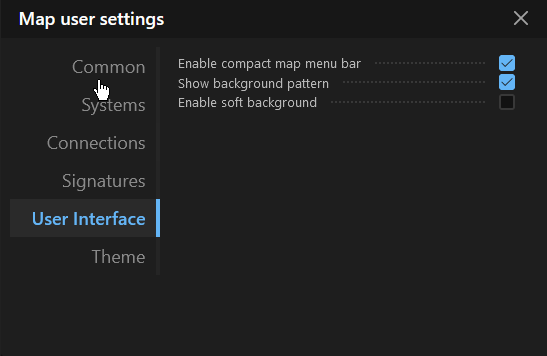 Map user settings
Common
Systems
Connections
Signatures
User Interface
Theme
Enable compact map menu bar
Show background pattern
Enable soft background